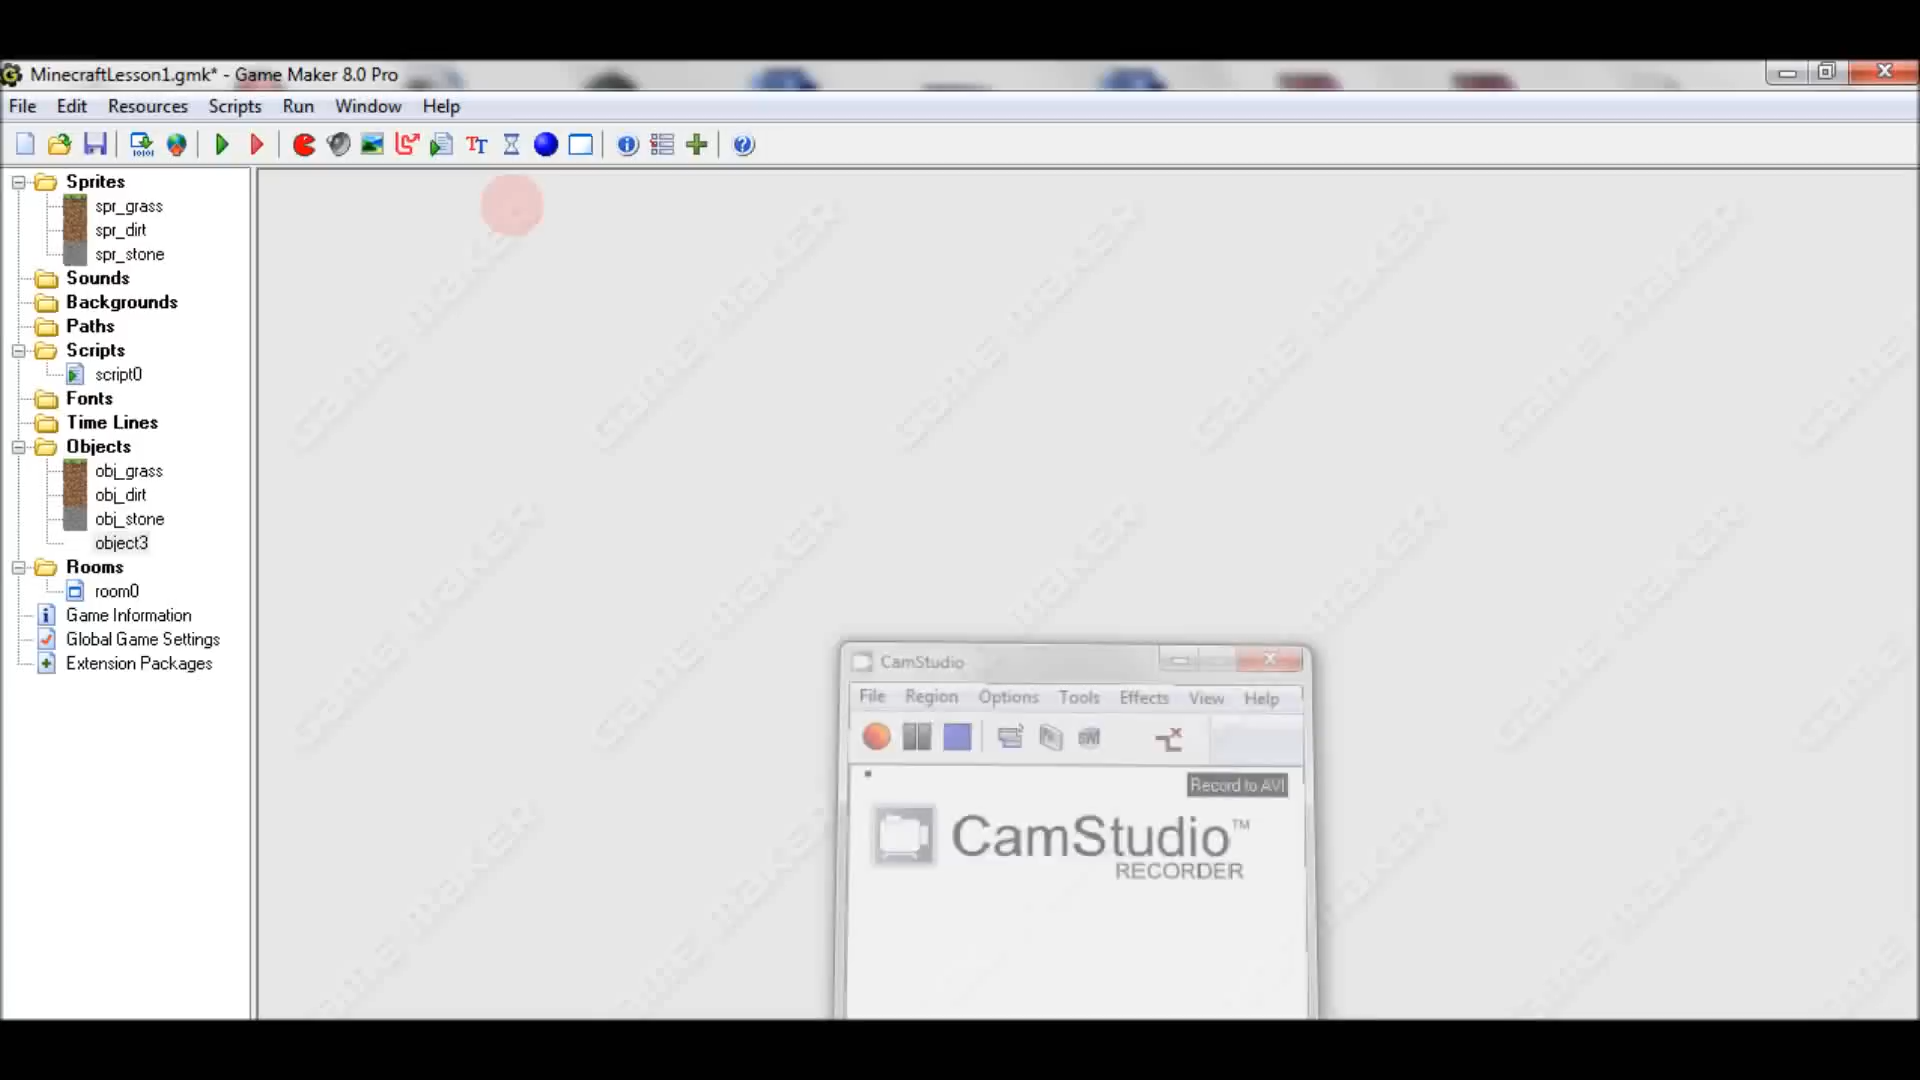 MinecraftLesson1.gmk* - Game Maker 8.0 Pro
File Edit Resources Scripts Run Window Help
Sprites
spr_grass
spr_dirt
spr_stone
Sounds
Backgrounds
Paths
Scripts
script0
Fonts
Time Lines
Objects
obj_grass
obj_dirt
obj_stone
object3
Rooms
room0
Game Information
Global Game Settings
Extension Packages
CamStudio
File Region Options Tools Effects View Help
Record to AVI
CamStudio™
RECORDER